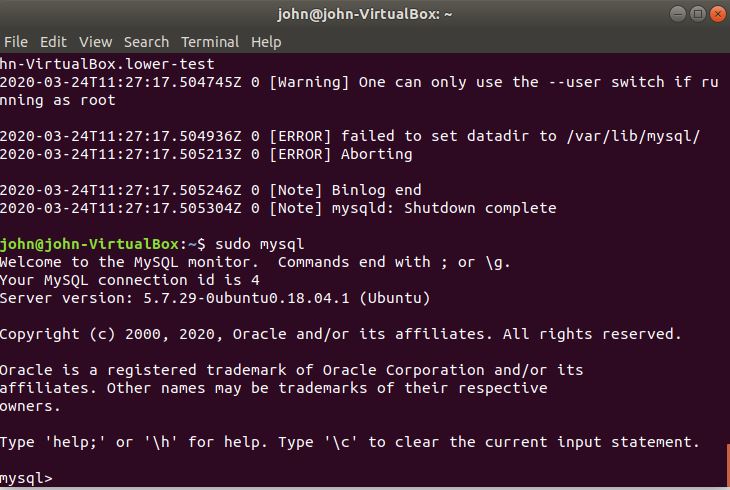 john@john-VirtualBox: ~
File Edit View Search Terminal Help
hn-VirtualBox.lower-test
2020-03-24T11:27:17.504745Z 0 [Warning] One can only use the --user switch if ru
nning as root
2020-03-24T11:27:17.504936Z 0 [ERROR] failed to set datadir to /var/lib/mysql/
2020-03-24T11:27:17.505213Z 0 [ERROR] Aborting
2020-03-24T11:27:17.505246Z 0 [Note] Binlog end
2020-03-24T11:27:17.505304Z 0 [Note] mysqld: Shutdown complete
john@john-VirtualBox:~$ sudo mysql
Welcome to the MySQL monitor.  Commands end with ; or \g.
Your MySQL connection id is 4
Server version: 5.7.29-0ubuntu0.18.04.1 (Ubuntu)
Copyright (c) 2000, 2020, Oracle and/or its affiliates. All rights reserved.
Oracle is a registered trademark of Oracle Corporation and/or its
affiliates. Other names may be trademarks of their respective
owners.
Type 'help;' or '\h' for help. Type '\c' to clear the current input statement.
mysql>